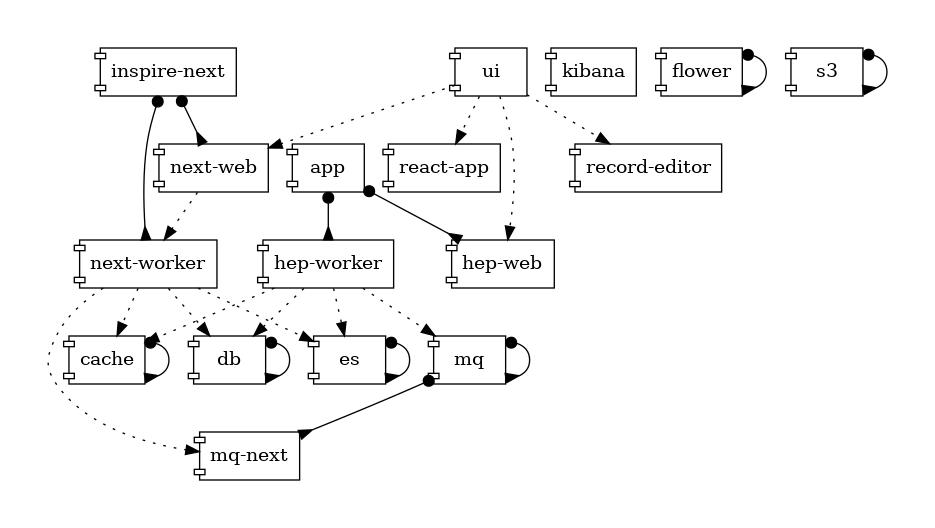 inspire-next
ui
kibana
flower
s3
next-web
app
react-app
record-editor
next-worker
hep-worker
hep-web
cache
db
es
mq
mq-next